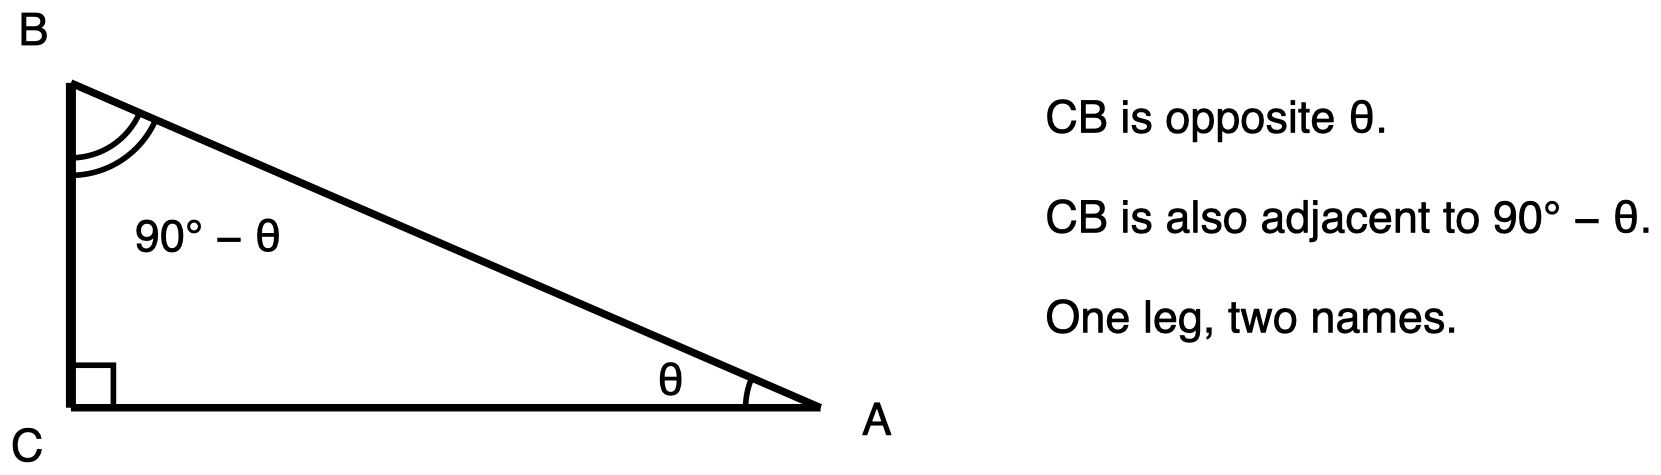 B
CB is opposite θ.
CB is also adjacent to 90° – θ.
90° – θ
One leg, two names.
θ
A
C